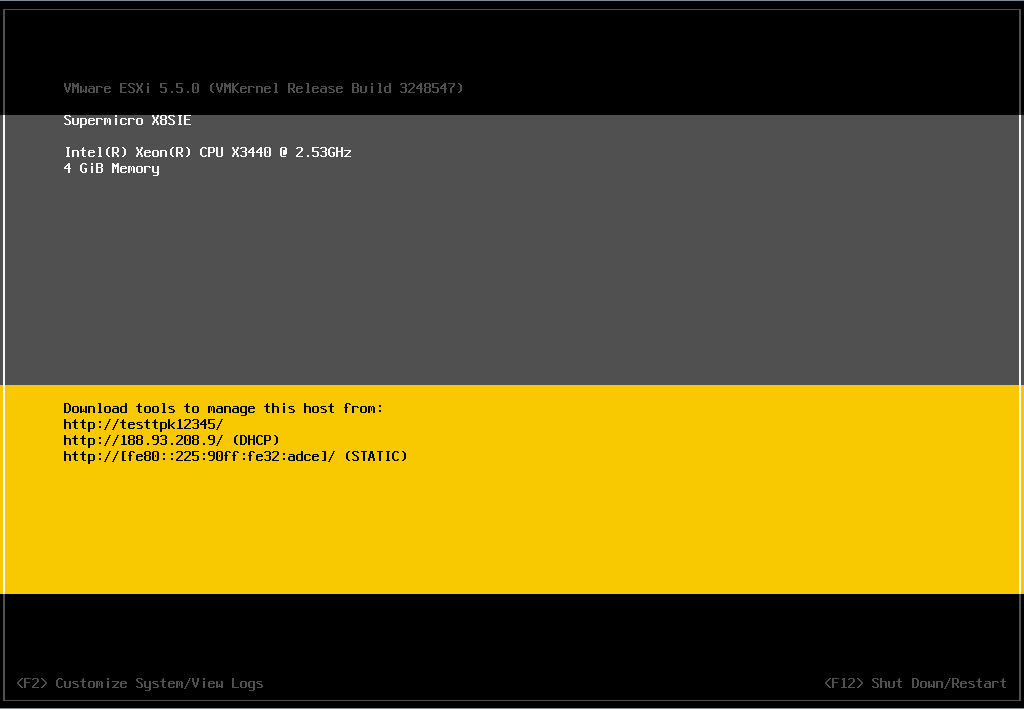 VMware ESXi 5.5.0 (VMKernel Release Build 3248547)
Supermicro X8SIE
Intel(R) Xeon(R) CPU X3440 @ 2.53GHz
4 GiB Memory
Download tools to manage this host from:
http://testtpk12345/
http://188.93.208.9/ (DHCP)
http://[fe80::225:90ff:fe32:adce]/ (STATIC)
<F2> Customize System/View Logs
<F12> Shut Down/Restart